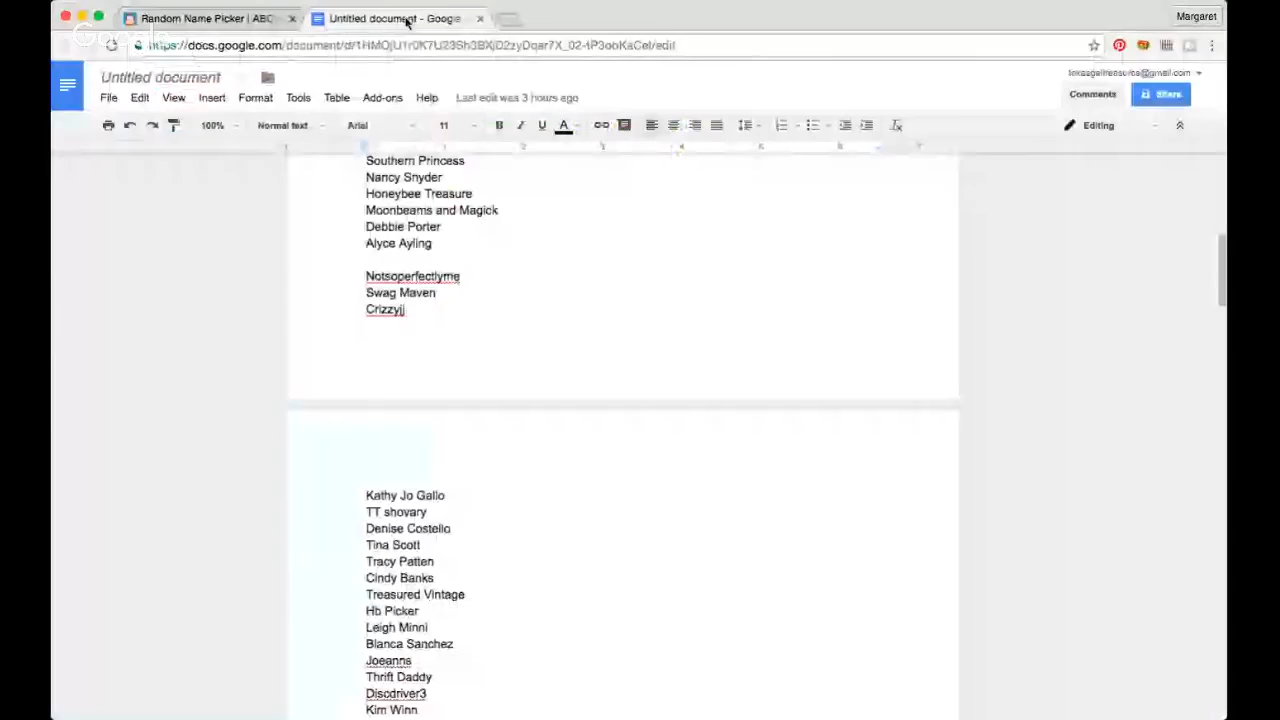 Random Name Picker | ABC
Untitled document - Google
Margaret
Google
Untitled document
File Edit View Insert Format Tools Table Add-ons Help Last edit was 3 hours ago
Comments
Share
100% Normal text Arial 11 B I U A Editing
Southern Princess
Nancy Snyder
Honeybee Treasure
Moonbeams and Magick
Debbie Porter
Alyce Ayling
Notsoperfectlyme
Swag Maven
Crizzyjj
Kathy Jo Gallo
TT shovary
Denise Costello
Tina Scott
Tracy Patten
Cindy Banks
Treasured Vintage
Hb Picker
Leigh Minni
Blanca Sanchez
Joeanns
Thrift Daddy
Discdriver3
Kim Winn